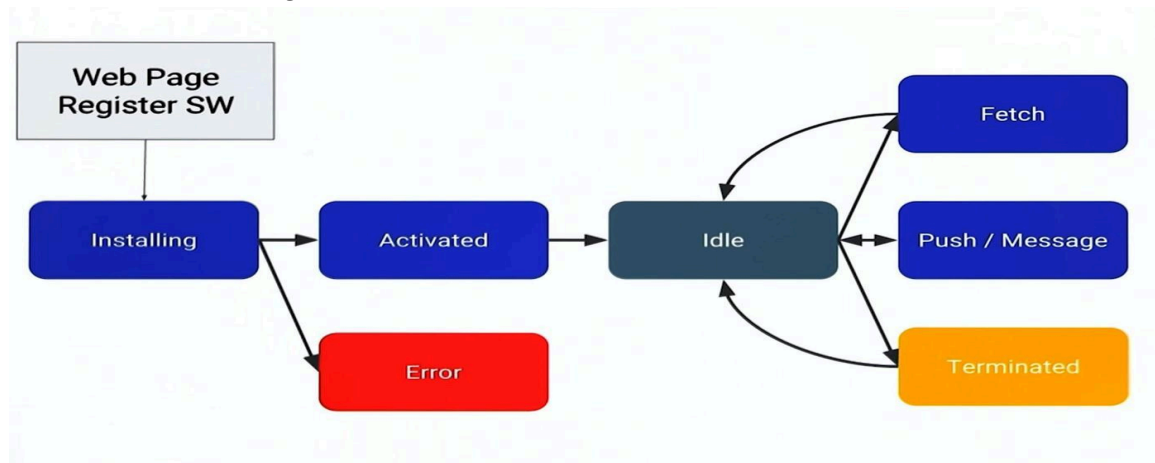 Web Page
Register SW
Fetch
Installing
Activated
Idle
Push / Message
Error
Terminated